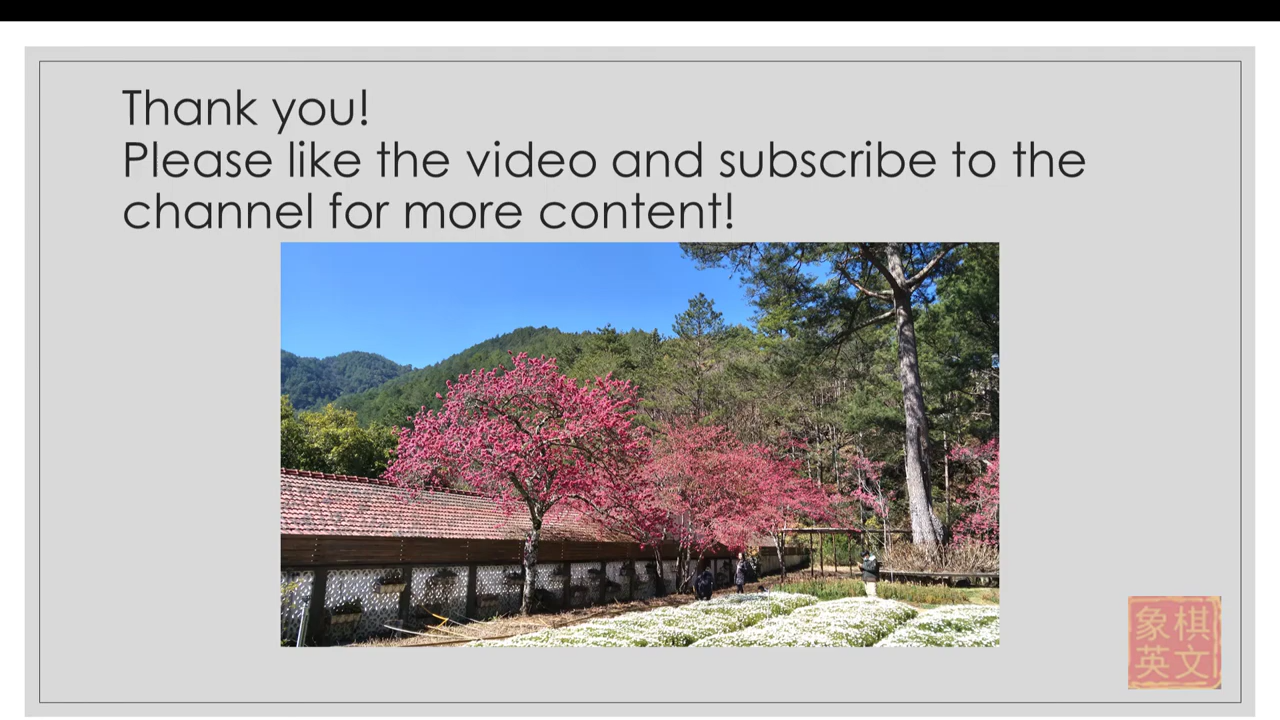 Thank you!
Please like the video and subscribe to the
channel for more content!
象棋
英文